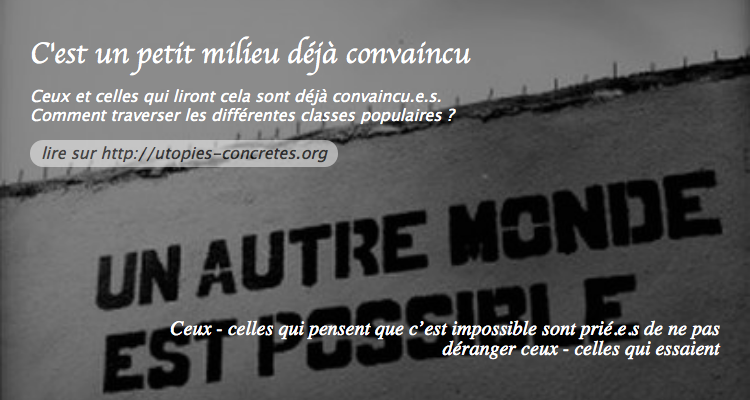 C'est un petit milieu déjà convaincu
Ceux et celles qui liront cela sont déjà convaincu.e.s.
Comment traverser les différentes classes populaires ?
lire sur http://utopies-concretes.org
UN AUTRE MONDE
EST POSSIBLE
Ceux - celles qui pensent que c’est impossible sont prié.e.s de ne pas
déranger ceux - celles qui essaient